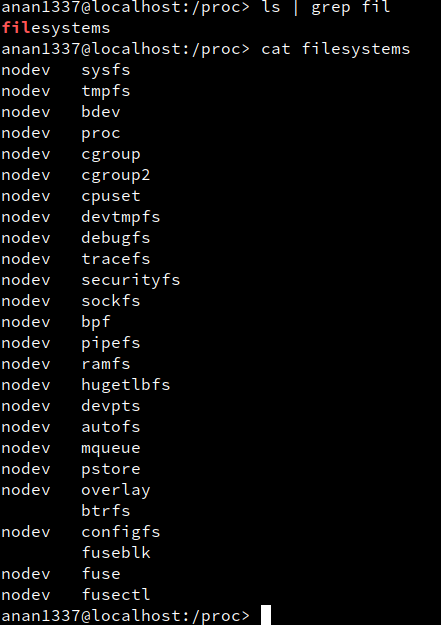 anan1337@localhost:/proc> ls | grep fil
filesystems
anan1337@localhost:/proc> cat filesystems
nodev   sysfs
nodev   tmpfs
nodev   bdev
nodev   proc
nodev   cgroup
nodev   cgroup2
nodev   cpuset
nodev   devtmpfs
nodev   debugfs
nodev   tracefs
nodev   securityfs
nodev   sockfs
nodev   bpf
nodev   pipefs
nodev   ramfs
nodev   hugetlbfs
nodev   devpts
nodev   autofs
nodev   mqueue
nodev   pstore
nodev   overlay
        btrfs
nodev   configfs
        fuseblk
nodev   fuse
nodev   fusectl
anan1337@localhost:/proc>